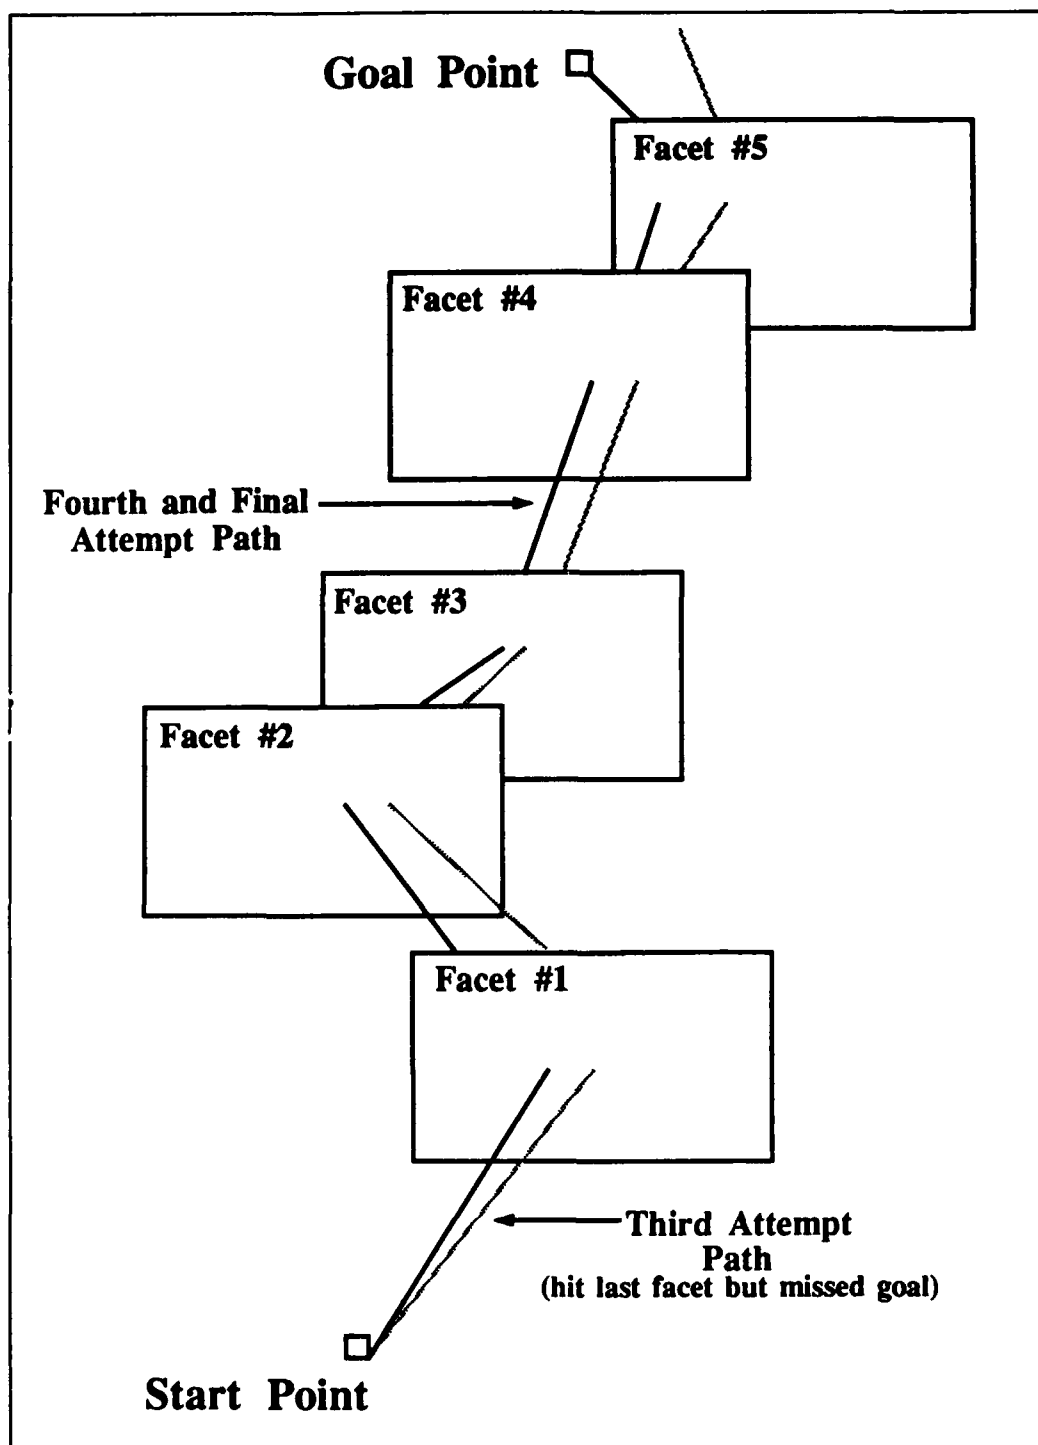 Goal Point
Facet #5
Facet #4
Fourth and Final
Attempt Path
Facet #3
Facet #2
Facet #1
Third Attempt
Path
(hit last facet but missed goal)
Start Point